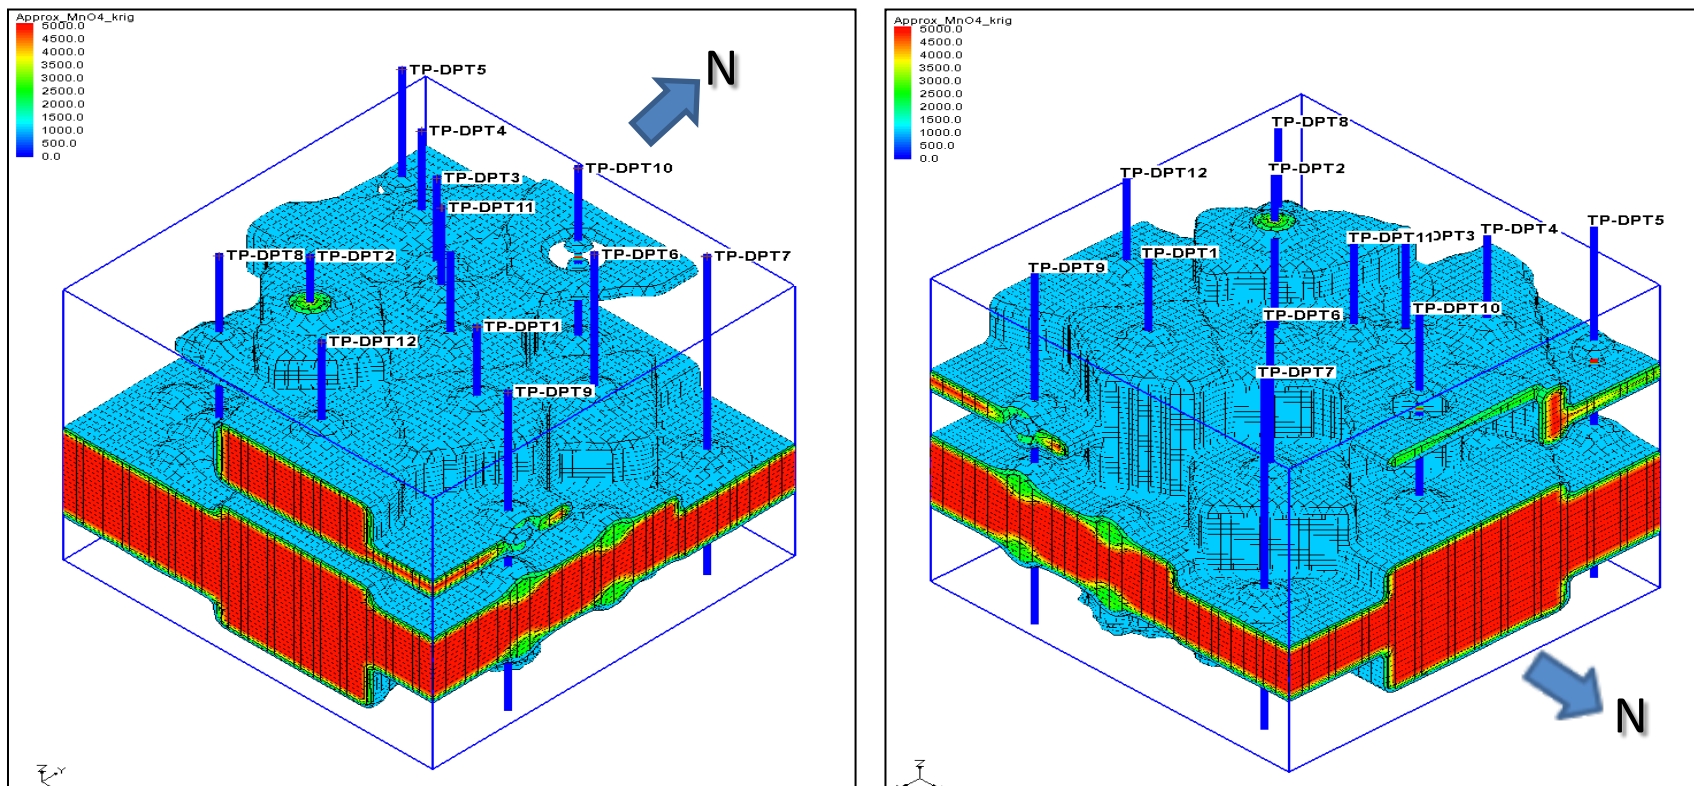 Approx_MnO4_krig
5000.0
4500.0
4000.0
3500.0
3000.0
2500.0
2000.0
1500.0
1000.0
500.0
0.0
N
TP-DPT5
TP-DPT4
TP-DPT3
TP-DPT10
TP-DPT11
TP-DPT8
TP-DPT2
TP-DPT6
TP-DPT7
TP-DPT1
TP-DPT12
TP-DPT9
Z
Y
Approx_MnO4_krig
5000.0
4500.0
4000.0
3500.0
3000.0
2500.0
2000.0
1500.0
1000.0
500.0
0.0
TP-DPT8
TP-DPT12
TP-DPT2
TP-DPT5
TP-DPT4
TP-DPT11
DPT3
TP-DPT1
TP-DPT9
TP-DPT10
TP-DPT6
TP-DPT7
N
Z